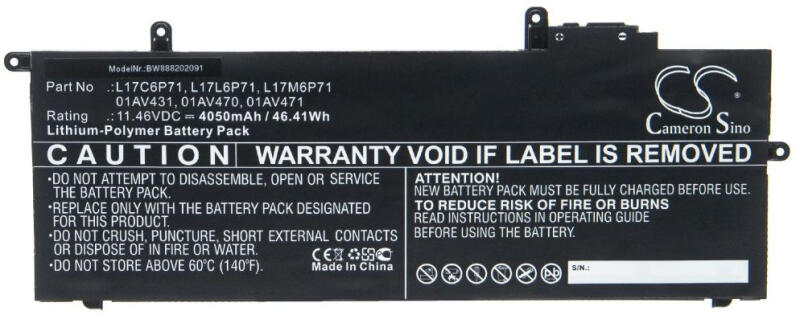 ModelNr.: BW888202091
Part No .:L17C6P71, L17L6P71, L17M6P71
01AV431, 01AV470, 01AV471
Rating .: 11.46V⎓ 4050mAh / 46.41Wh
Lithium-Polymer Battery Pack
CS
Cameron Sino
CAUTION WARRANTY VOID IF LABEL IS REMOVED
•DO NOT ATTEMPT TO DISASSEMBLE, OPEN OR SERVICE
THE BATTERY PACK.
•REPLACE ONLY WITH THE BATTERY PACK DESIGNATED
FOR THIS PRODUCT.
•DO NOT CRUSH, PUNCTURE, SHORT EXTERNAL CONTACTS
OR DISPOSE OF IN FIRE OR WATER.
•DO NOT STORE ABOVE 60°C (140°F).
CE
Made In China
ATTENTION!
NEW BATTERY PACK MUST BE FULLY CHARGED BEFORE USE.
TO REDUCE RISK OF FIRE OR BURNS
READ INSTRUCTIONS IN OPERATING GUIDE
BEFORE USING THE BATTERY.
Pb
S/N.: